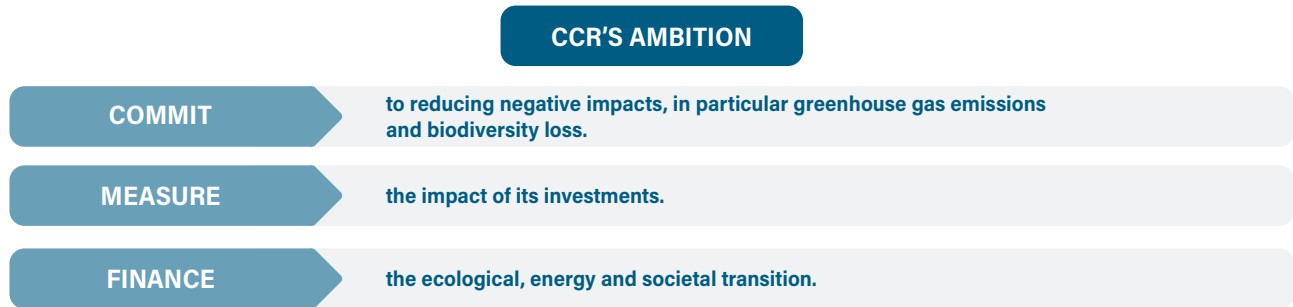 CCR'S AMBITION
COMMIT
to reducing negative impacts, in particular greenhouse gas emissions
and biodiversity loss.
MEASURE
the impact of its investments.
FINANCE
the ecological, energy and societal transition.